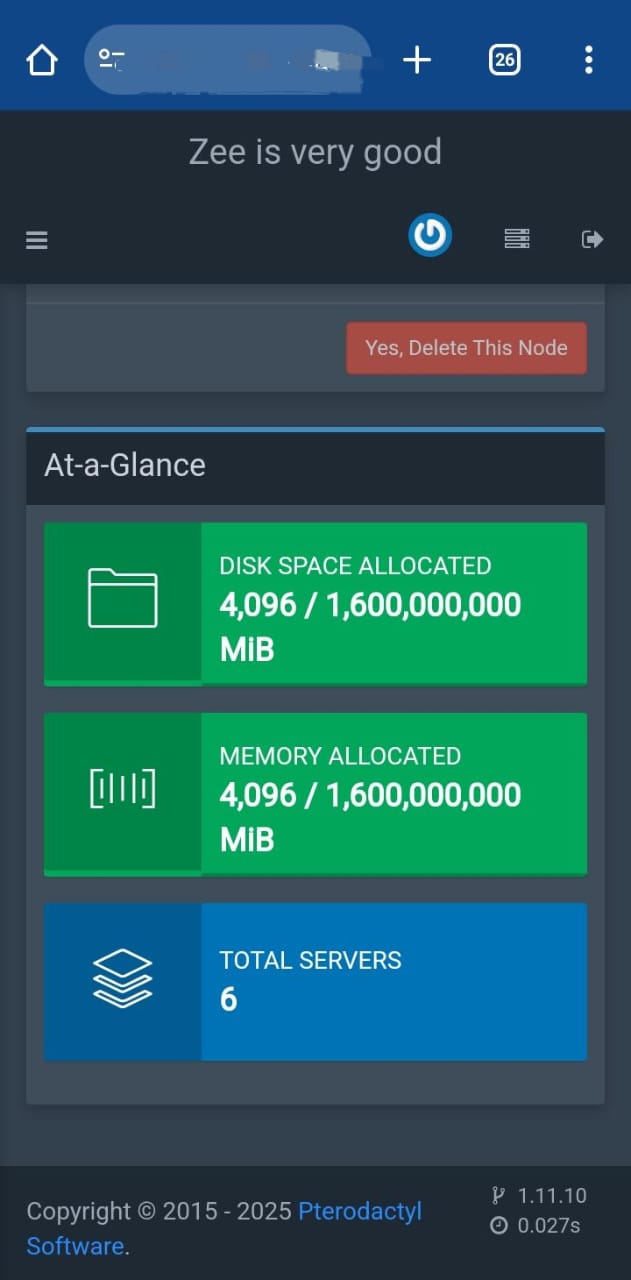 26
Zee is very good
Yes, Delete This Node
At-a-Glance
DISK SPACE ALLOCATED
4,096 / 1,600,000,000
MiB
MEMORY ALLOCATED
4,096 / 1,600,000,000
MiB
TOTAL SERVERS
6
Copyright © 2015 - 2025 Pterodactyl
Software.
1.11.10
0.027s